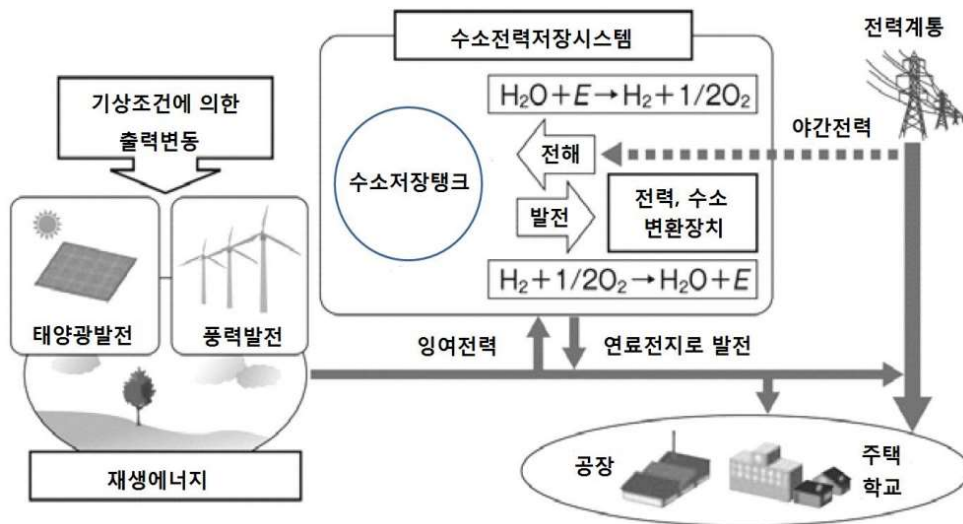 수소전력저장시스템
전력계통
기상조건에 의한
출력변동
H₂O+E→H₂+1/2O₂
야간전력
전해
수소저장탱크
전력, 수소
변환장치
발전
H₂+1/2O₂→H₂O+E
태양광발전
풍력발전
잉여전력
연료전지로 발전
재생에너지
공장
주택
학교